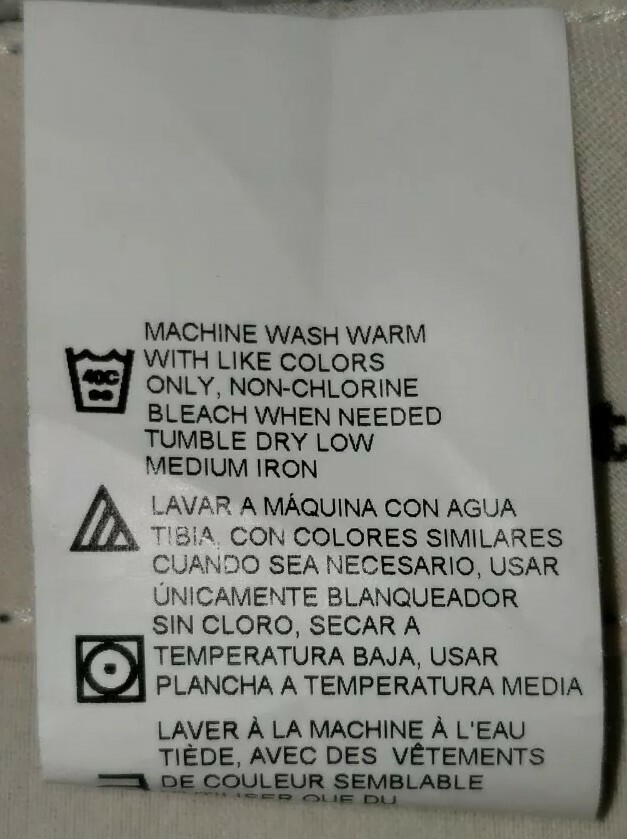 MACHINE WASH WARM
WITH LIKE COLORS
ONLY, NON-CHLORINE
BLEACH WHEN NEEDED
TUMBLE DRY LOW
MEDIUM IRON
40C
LAVAR A MÁQUINA CON AGUA
TIBIA, CON COLORES SIMILARES
CUANDO SEA NECESARIO, USAR
ÚNICAMENTE BLANQUEADOR
SIN CLORO, SECAR A
TEMPERATURA BAJA, USAR
PLANCHA A TEMPERATURA MEDIA
LAVER À LA MACHINE À L'EAU
TIÈDE, AVEC DES VÊTEMENTS
DE COULEUR SEMBLABLE
QUE DU